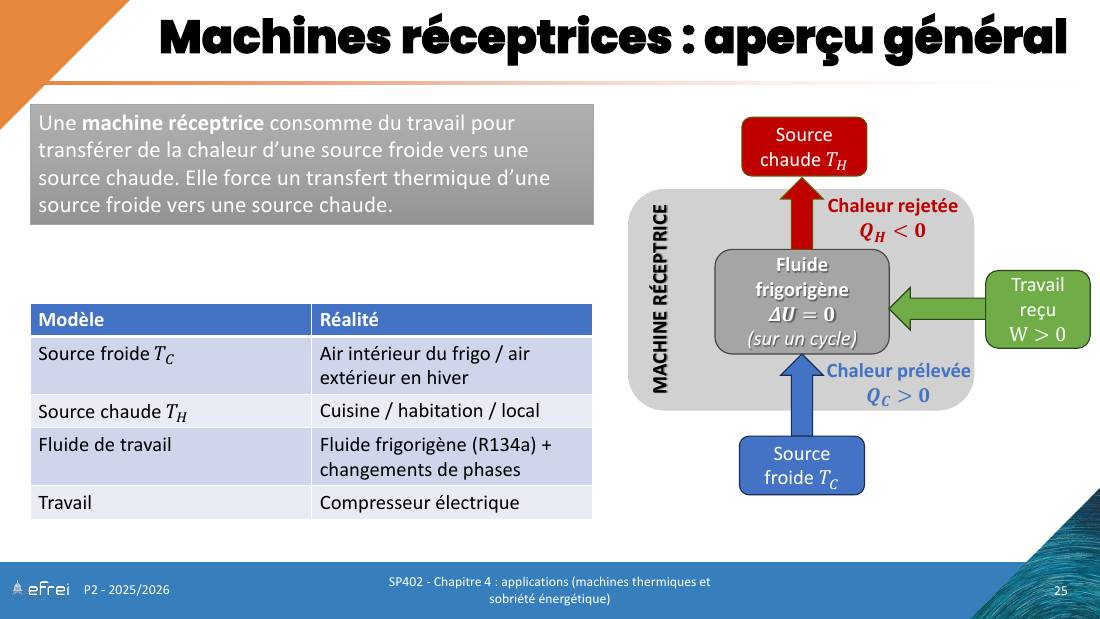 Machines réceptrices : aperçu général
Une machine réceptrice consomme du travail pour
transférer de la chaleur d’une source froide vers une
source chaude. Elle force un transfert thermique d’une
source froide vers une source chaude.
Modèle Réalité
Source froide T_C Air intérieur du frigo / air
extérieur en hiver
Source chaude T_H Cuisine / habitation / local
Fluide de travail Fluide frigorigène (R134a) +
changements de phases
Travail Compresseur électrique
Source
chaude T_H
MACHINE RÉCEPTRICE
Chaleur rejetée
Q_H < 0
Fluide
frigorigène
ΔU = 0
(sur un cycle)
Travail
reçu
W > 0
Chaleur prélevée
Q_C > 0
Source
froide T_C
efrei
P2 - 2025/2026
SP402 - Chapitre 4 : applications (machines thermiques et
sobriété énergétique)
25